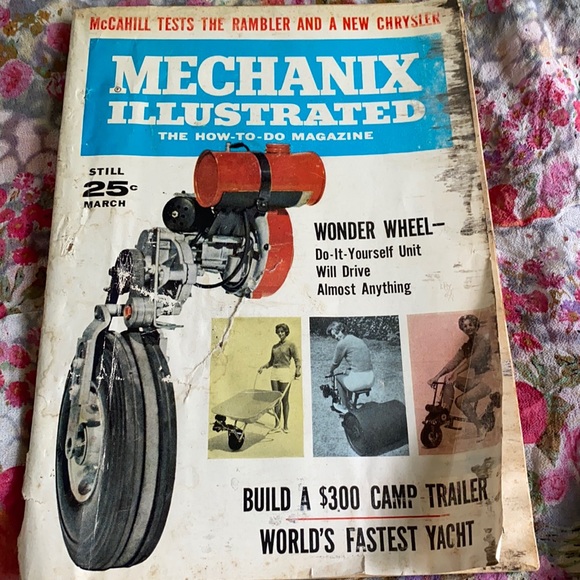 McCAHILL TESTS THE RAMBLER AND A NEW CHRYSLER
MECHANIX
®ILLUSTRATED
THE HOW-TO-DO MAGAZINE
STILL
25c
MARCH
WONDER WHEEL—
Do-It-Yourself Unit
Will Drive
Almost Anything
BUILD A $300 CAMP TRAILER
WORLD'S FASTEST YACHT